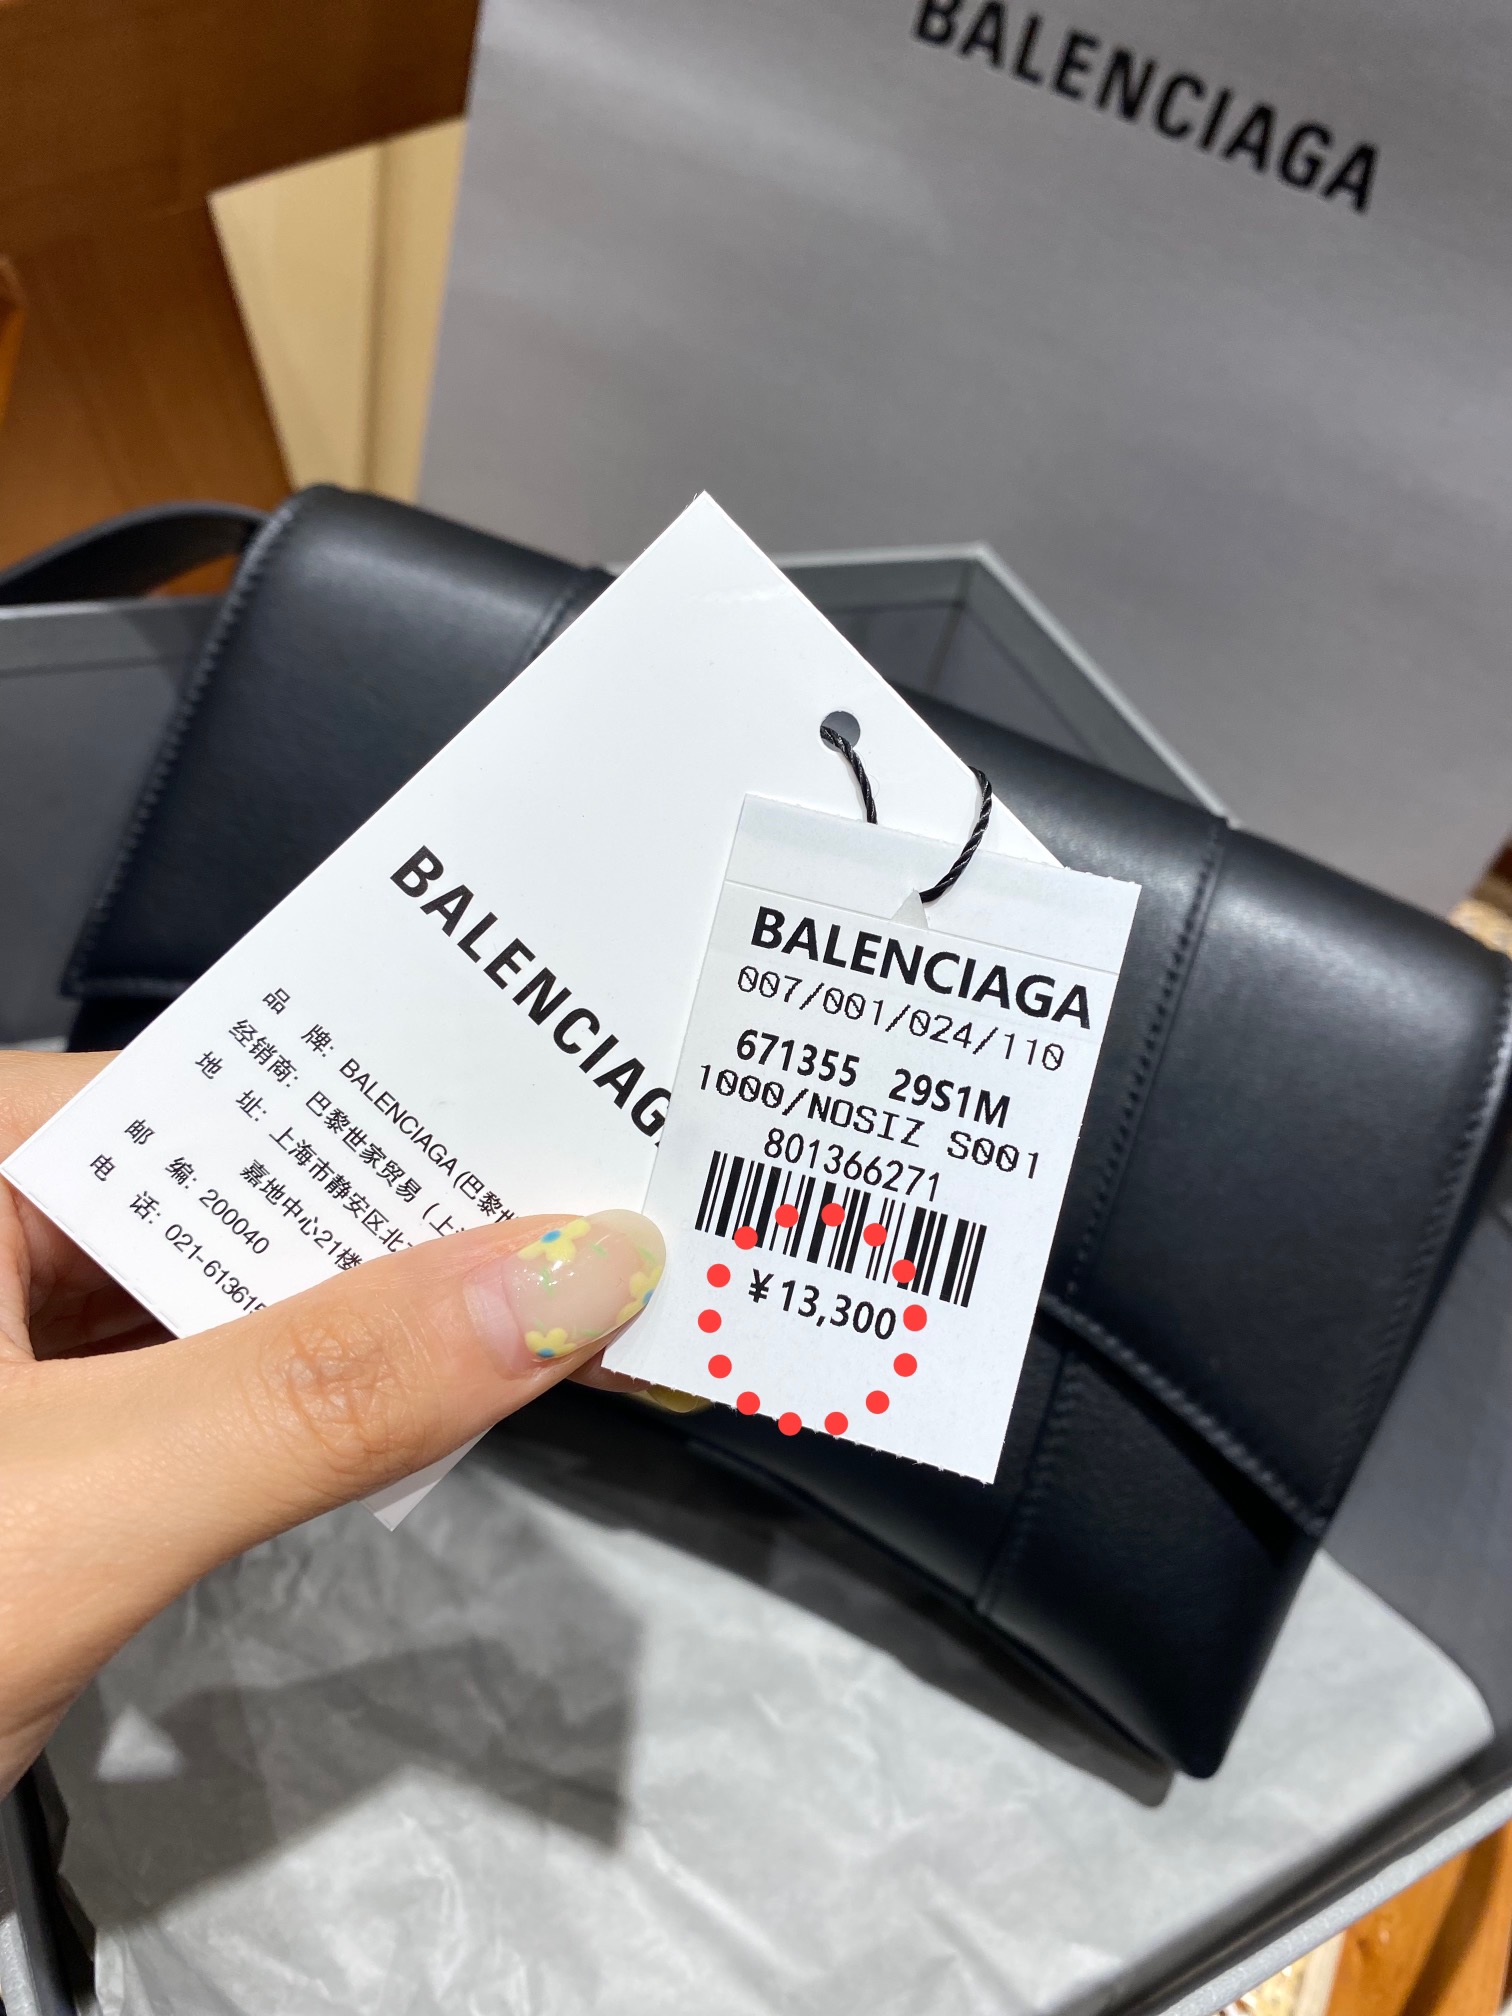 BALENCIAGA
BALENCIAG
品 牌: BALENCIAGA (巴黎世
经销商: 巴黎世家贸易（上
地 址: 上海市静安区北
嘉地中心21楼
邮 编: 200040
电 话: 021-61361
BALENCIAGA
007/001/024/110
671355 29S1M
1000/NOSIZ S001
801366271
¥13,300